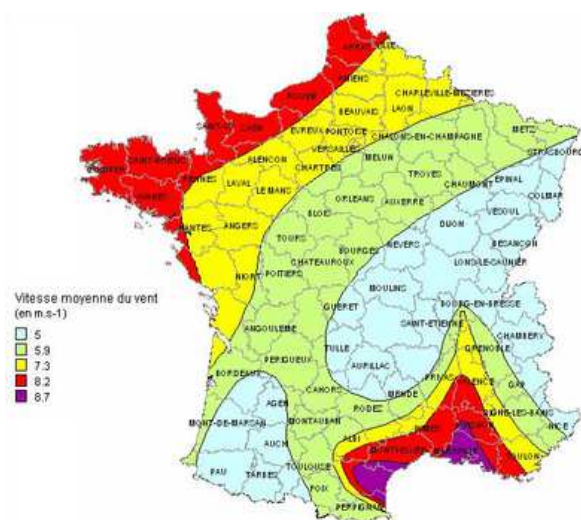 LILLE
AMIENS
CHARLEVILLE-MEZIERES
ROUEN
BEAUVAIS
LAON
CAEN
EVREUX
PONTOISE
CHALONS-EN-CHAMPAGNE
METZ
VERSAILLES
STRASBOURG
ALENCON
MELUN
CHARTRES
TROYES
EPINAL
RENNES
LAVAL
CHAUMONT
COLMAR
LE MANS
ORLEANS
AUXERRE
VESOUL
BLOIS
DIJON
NANTES
ANGERS
BESANCON
TOURS
BOURGES
NEVERS
LONS-LE-SAUNIER
CHATEAUROUX
NIORT
POITIERS
MOULINS
BOURG-EN-BRESSE
GUERET
SAINT-ETIENNE
ANGOULEME
CHAMBERY
TULLE
GRENOBLE
PERIGUEUX
AURILLAC
BORDEAUX
PRIVAS
VALENCE
GAP
CAHORS
MENDE
AGEN
RODES
DIGNE-LES-BAINS
MONT-DE-MARSAN
MONTAUBAN
NICE
ALBI
NIMES
AUCH
MONTPELLIER
TOULOUSE
TOULON
PAU
TARBES
FOIX
PERPIGNAN
Vitesse moyenne du vent
(en m.s-1)
5
5.9
7.3
8.2
8.7